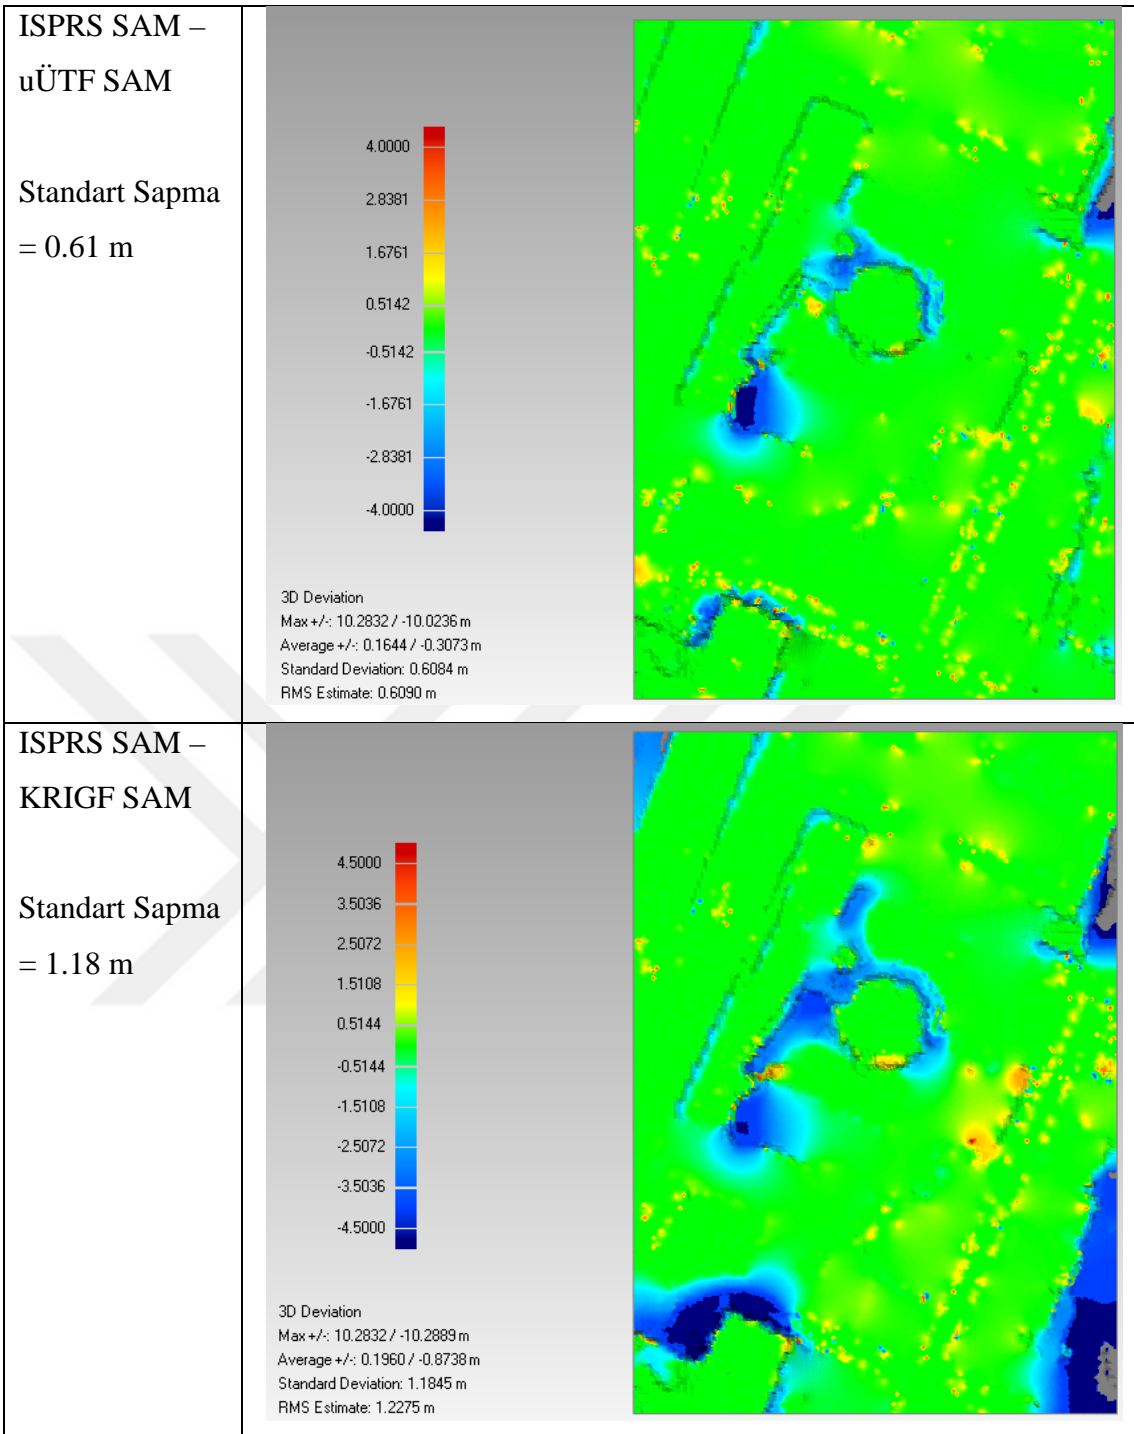 ISPRS SAM –
uÜTF SAM
Standart Sapma
= 0.61 m
4.0000
2.8381
1.6761
0.5142
-0.5142
-1.6761
-2.8381
-4.0000
3D Deviation
Max +/-: 10.2832 / -10.0236 m
Average +/-: 0.1644 / -0.3073 m
Standard Deviation: 0.6084 m
RMS Estimate: 0.6090 m
ISPRS SAM –
KRIGF SAM
Standart Sapma
= 1.18 m
4.5000
3.5036
2.5072
1.5108
0.5144
-0.5144
-1.5108
-2.5072
-3.5036
-4.5000
3D Deviation
Max +/-: 10.2832 / -10.2889 m
Average +/-: 0.1960 / -0.8738 m
Standard Deviation: 1.1845 m
RMS Estimate: 1.2275 m